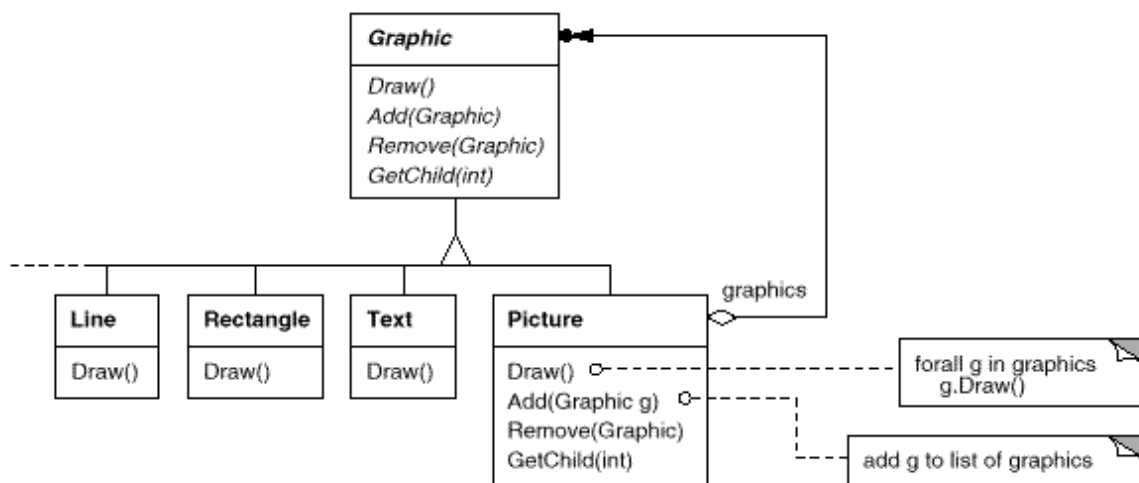 Graphic
Draw()
Add(Graphic)
Remove(Graphic)
GetChild(int)
graphics
Line
Draw()
Rectangle
Draw()
Text
Draw()
Picture
Draw()
Add(Graphic g)
Remove(Graphic)
GetChild(int)
forall g in graphics
g.Draw()
add g to list of graphics